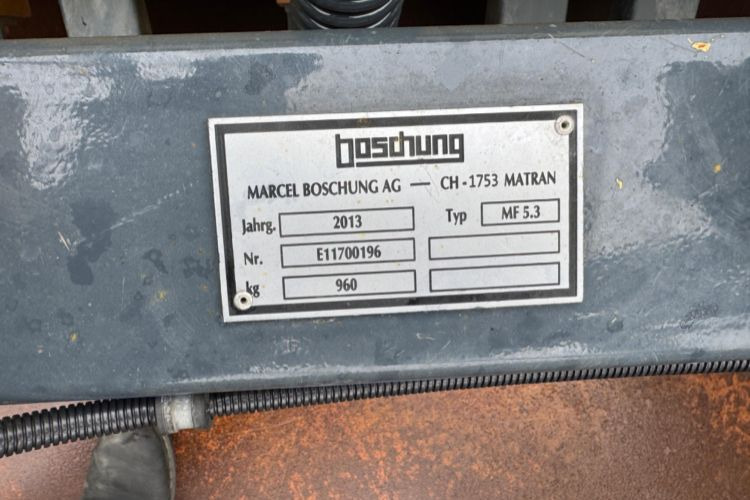 boschung
MARCEL BOSCHUNG AG — CH - 1753 MATRAN
Jahrg. 2013 Typ MF 5.3
Nr. E11700196
kg 960